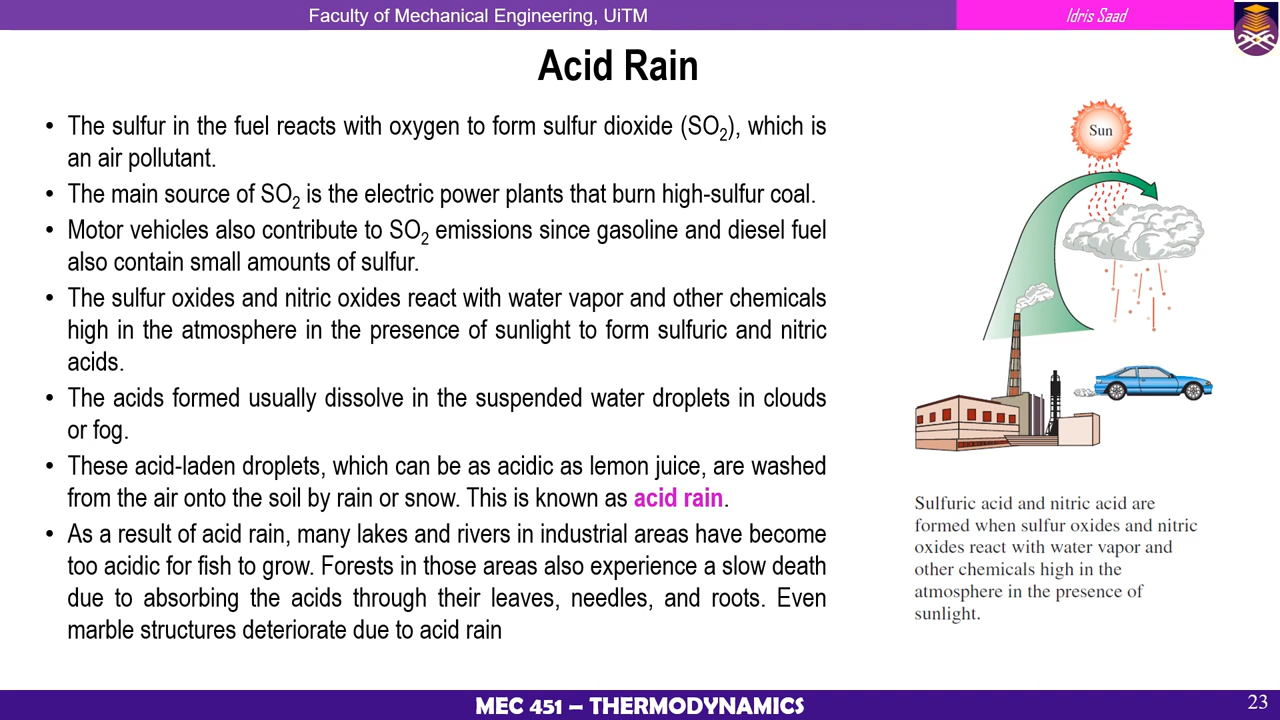 Faculty of Mechanical Engineering, UiTM
Idris Saad
Acid Rain
• The sulfur in the fuel reacts with oxygen to form sulfur dioxide (SO₂), which is
an air pollutant.
• The main source of SO₂ is the electric power plants that burn high-sulfur coal.
• Motor vehicles also contribute to SO₂ emissions since gasoline and diesel fuel
also contain small amounts of sulfur.
• The sulfur oxides and nitric oxides react with water vapor and other chemicals
high in the atmosphere in the presence of sunlight to form sulfuric and nitric
acids.
• The acids formed usually dissolve in the suspended water droplets in clouds
or fog.
• These acid-laden droplets, which can be as acidic as lemon juice, are washed
from the air onto the soil by rain or snow. This is known as acid rain.
• As a result of acid rain, many lakes and rivers in industrial areas have become
too acidic for fish to grow. Forests in those areas also experience a slow death
due to absorbing the acids through their leaves, needles, and roots. Even
marble structures deteriorate due to acid rain
Sun
Sulfuric acid and nitric acid are
formed when sulfur oxides and nitric
oxides react with water vapor and
other chemicals high in the
atmosphere in the presence of
sunlight.
MEC 451 – THERMODYNAMICS
23